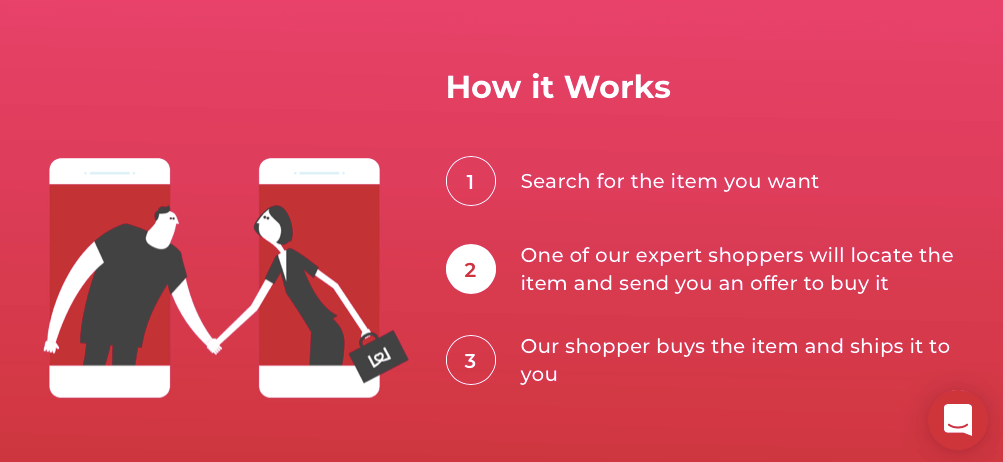 How it Works
1
Search for the item you want
2
One of our expert shoppers will locate the
item and send you an offer to buy it
3
Our shopper buys the item and ships it to
you